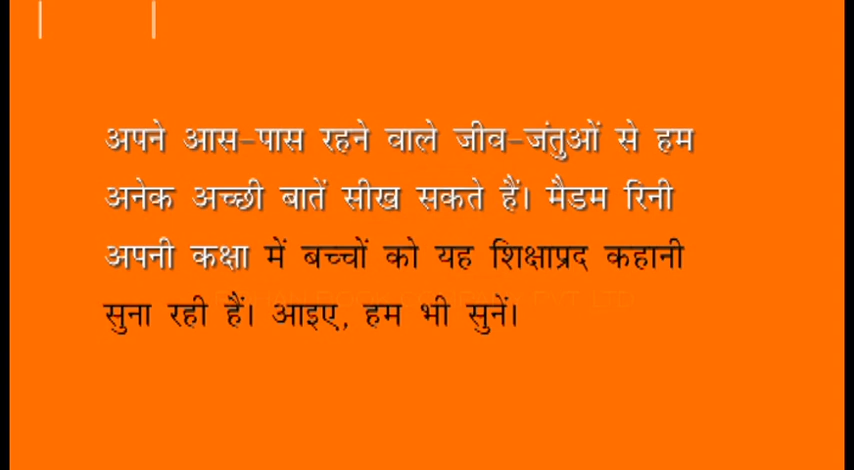 अपने आस-पास रहने वाले जीव-जंतुओं से हम
अनेक अच्छी बातें सीख सकते हैं। मैडम रिनी
अपनी कक्षा में बच्चों को यह शिक्षाप्रद कहानी
सुना रही हैं। आइए, हम भी सुनें।